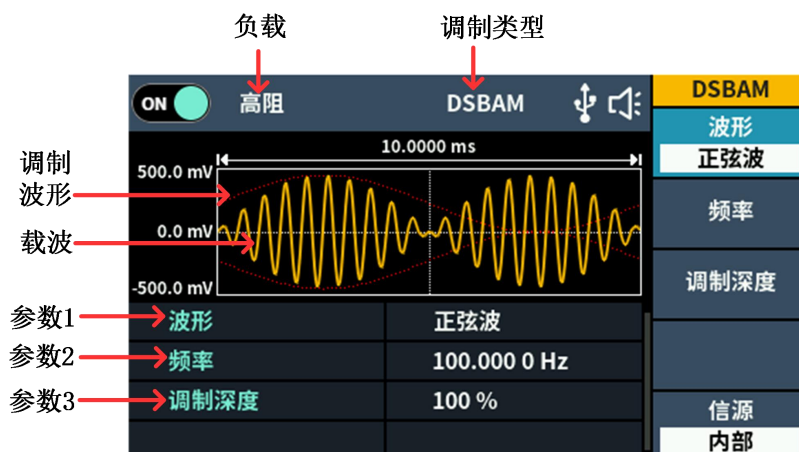 负载
调制类型
ON
高阻
DSBAM
DSBAM
波形
正弦波
10.0000 ms
500.0 mV
调制
波形
频率
0.0 mV
载波
调制深度
-500.0 mV
参数1
波形
正弦波
参数2
频率
100.000 0 Hz
参数3
调制深度
100 %
信源
内部